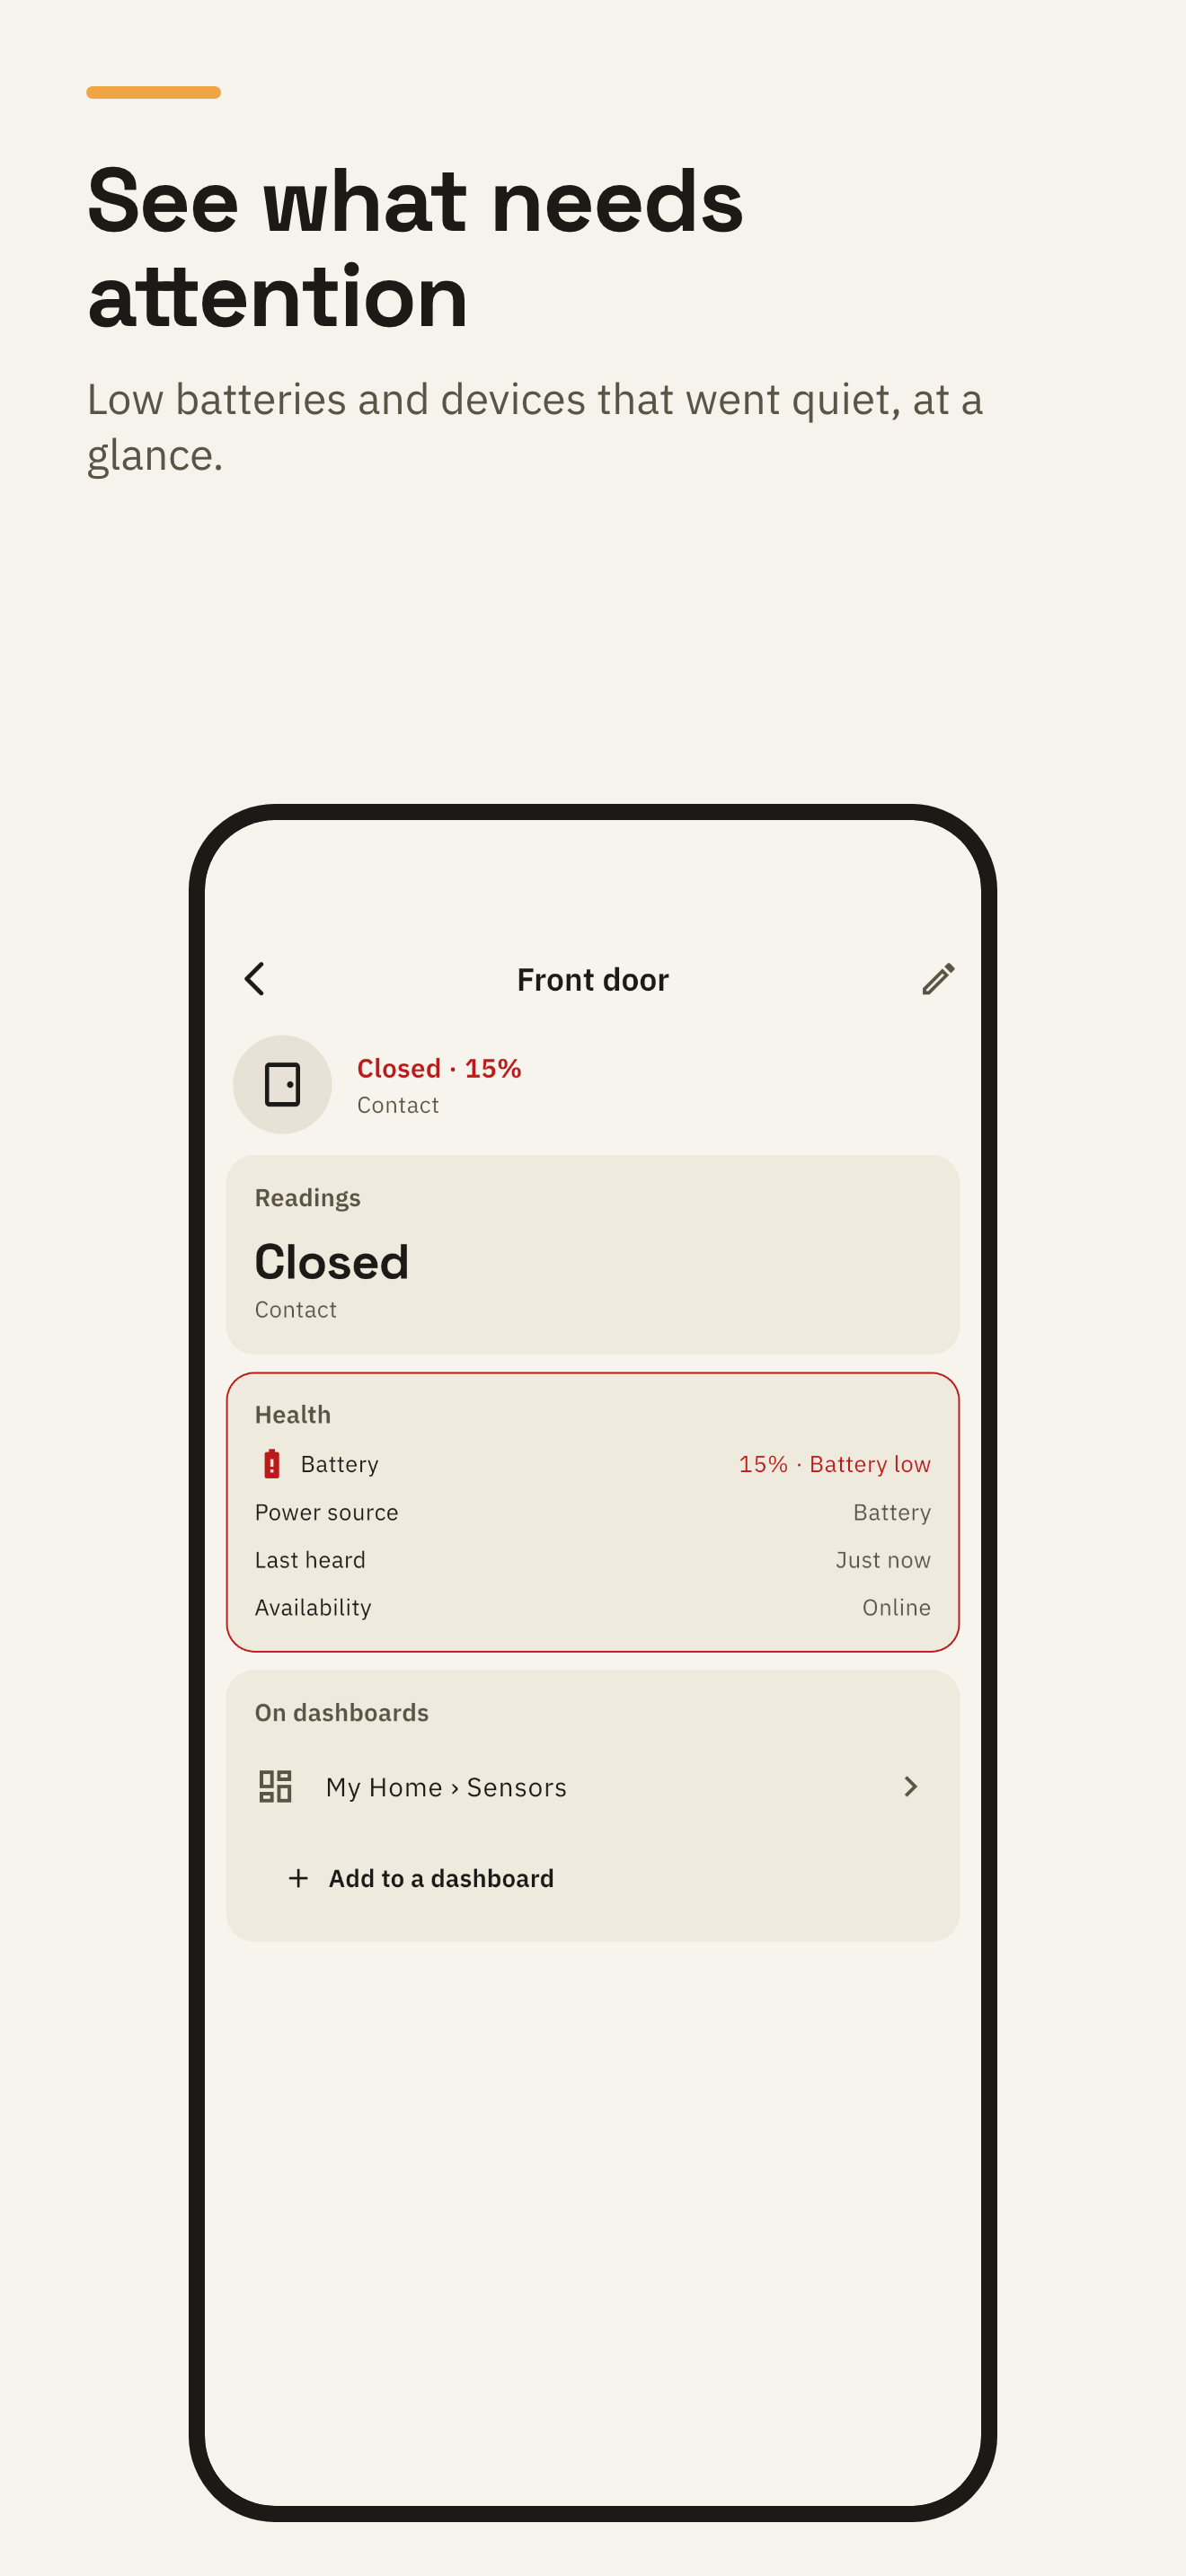 See what needs
attention
Low batteries and devices that went quiet, at a
glance.
Front door
Closed · 15%
Contact
Readings
Closed
Contact
Health
Battery 15% · Battery low
Power source Battery
Last heard Just now
Availability Online
On dashboards
My Home › Sensors
+ Add to a dashboard